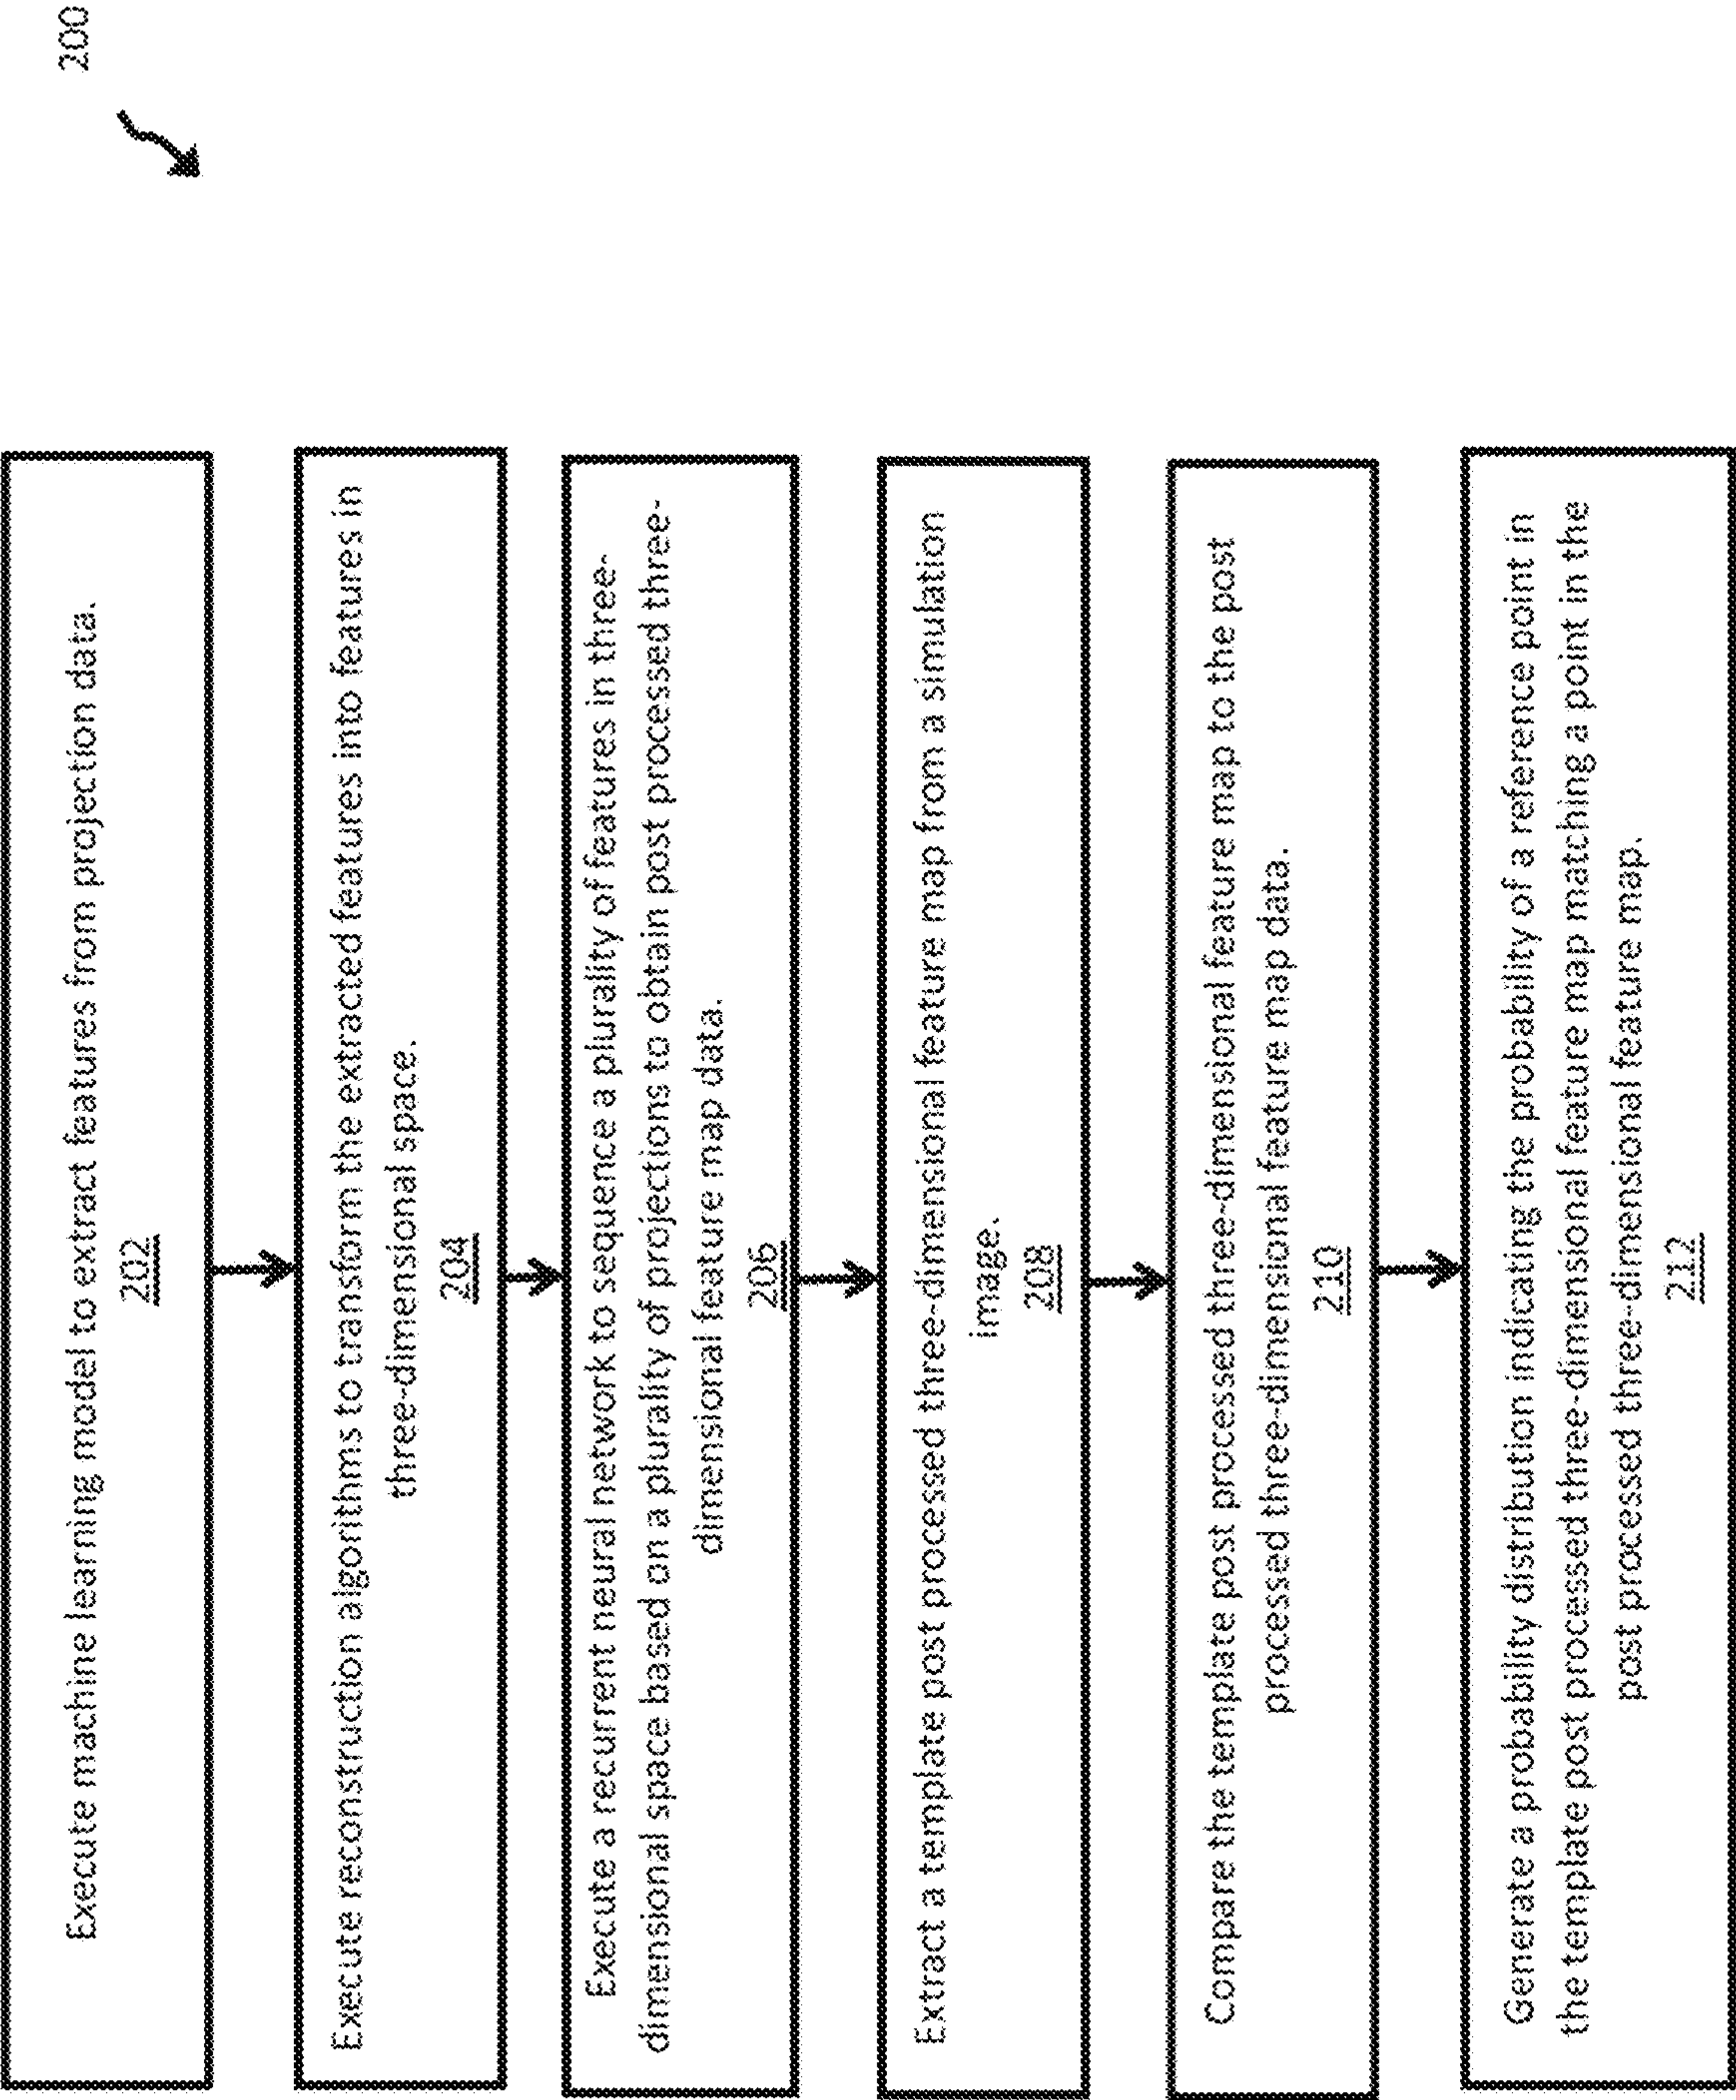 200
Execute machine learning model to extract features from projection data.
202
Execute reconstruction algorithms to transform the extracted features into features in
three-dimensional space.
204
Execute a recurrent neural network to sequence a plurality of features in three-
dimensional space based on a plurality of projections to obtain post processed three-
dimensional feature map data.
206
Extract a template post processed three-dimensional feature map from a simulation
image.
208
Compare the template post processed three-dimensional feature map to the post
processed three-dimensional feature map data.
210
Generate a probability distribution indicating the probability of a reference point in
the template post processed three-dimensional feature map matching a point in the
post processed three-dimensional feature map.
212